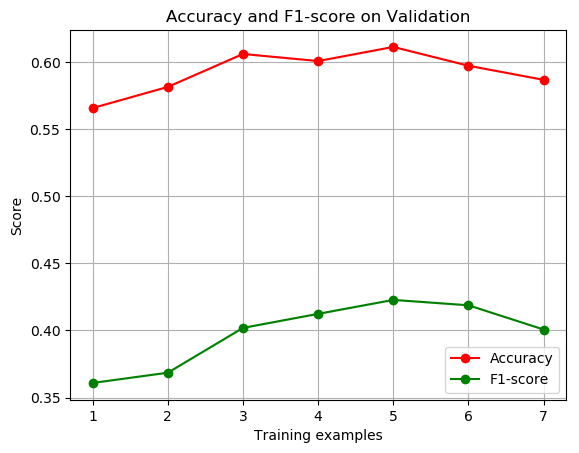 Accuracy and F1-score on Validation
0.60
0.55
0.50
0.45
0.40
0.35
Score
1 2 3 4 5 6 7
Training examples
Accuracy
F1-score